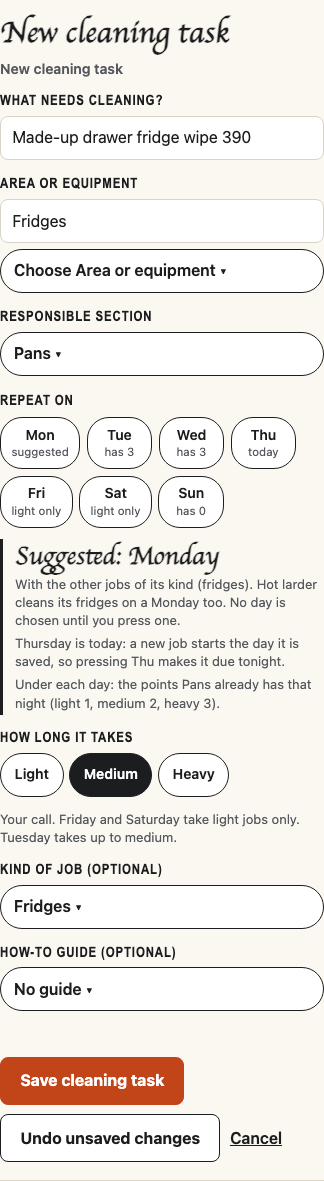 New cleaning task
New cleaning task
WHAT NEEDS CLEANING?
Made-up drawer fridge wipe 390
AREA OR EQUIPMENT
Fridges
Choose Area or equipment ▾
RESPONSIBLE SECTION
Pans ▾
REPEAT ON
Mon Tue Wed Thu
suggested has 3 has 3 today
Fri Sat Sun
light only light only has 0
Suggested: Monday
With the other jobs of its kind (fridges). Hot larder
cleans its fridges on a Monday too. No day is
chosen until you press one.
Thursday is today: a new job starts the day it is
saved, so pressing Thu makes it due tonight.
Under each day: the points Pans already has that
night (light 1, medium 2, heavy 3).
HOW LONG IT TAKES
Light Medium Heavy
Your call. Friday and Saturday take light jobs only.
Tuesday takes up to medium.
KIND OF JOB (OPTIONAL)
Fridges ▾
HOW-TO GUIDE (OPTIONAL)
No guide ▾
Save cleaning task
Undo unsaved changes Cancel